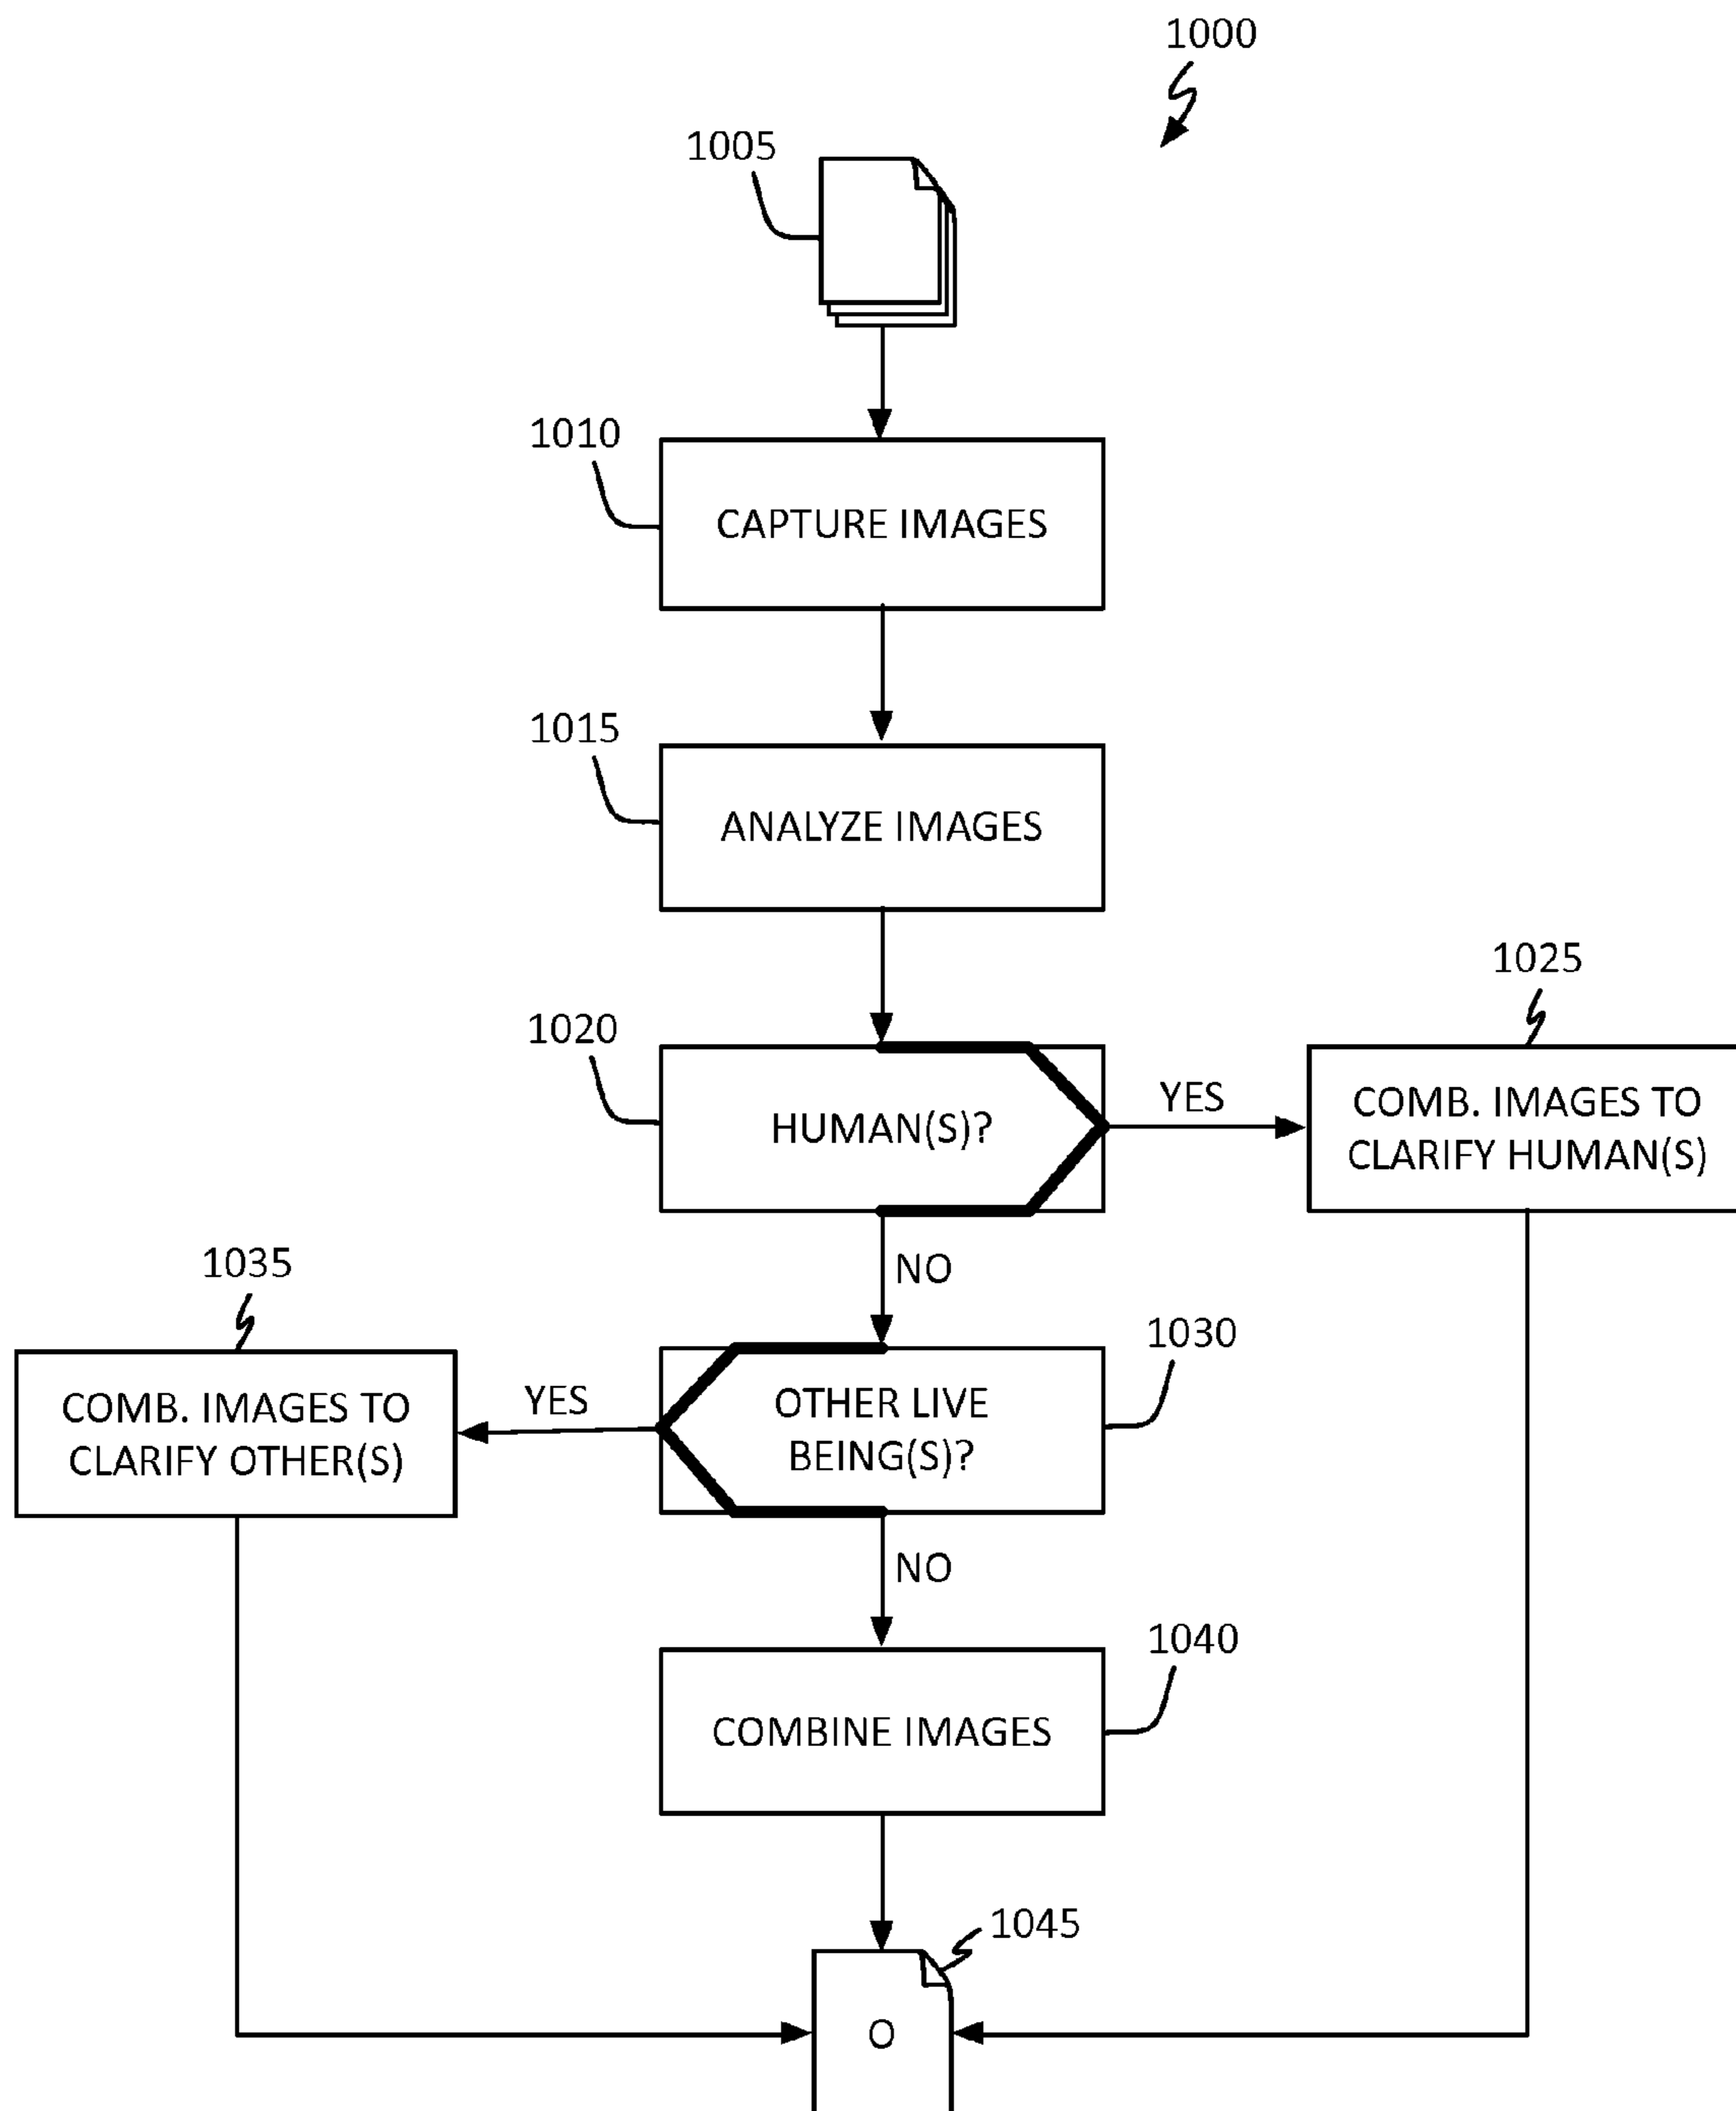 1000
1005
1010
CAPTURE IMAGES
1015
ANALYZE IMAGES
1025
1020
HUMAN(S)?
YES
COMB. IMAGES TO
CLARIFY HUMAN(S)
NO
1035
1030
COMB. IMAGES TO
CLARIFY OTHER(S)
YES
OTHER LIVE
BEING(S)?
NO
1040
COMBINE IMAGES
1045
O